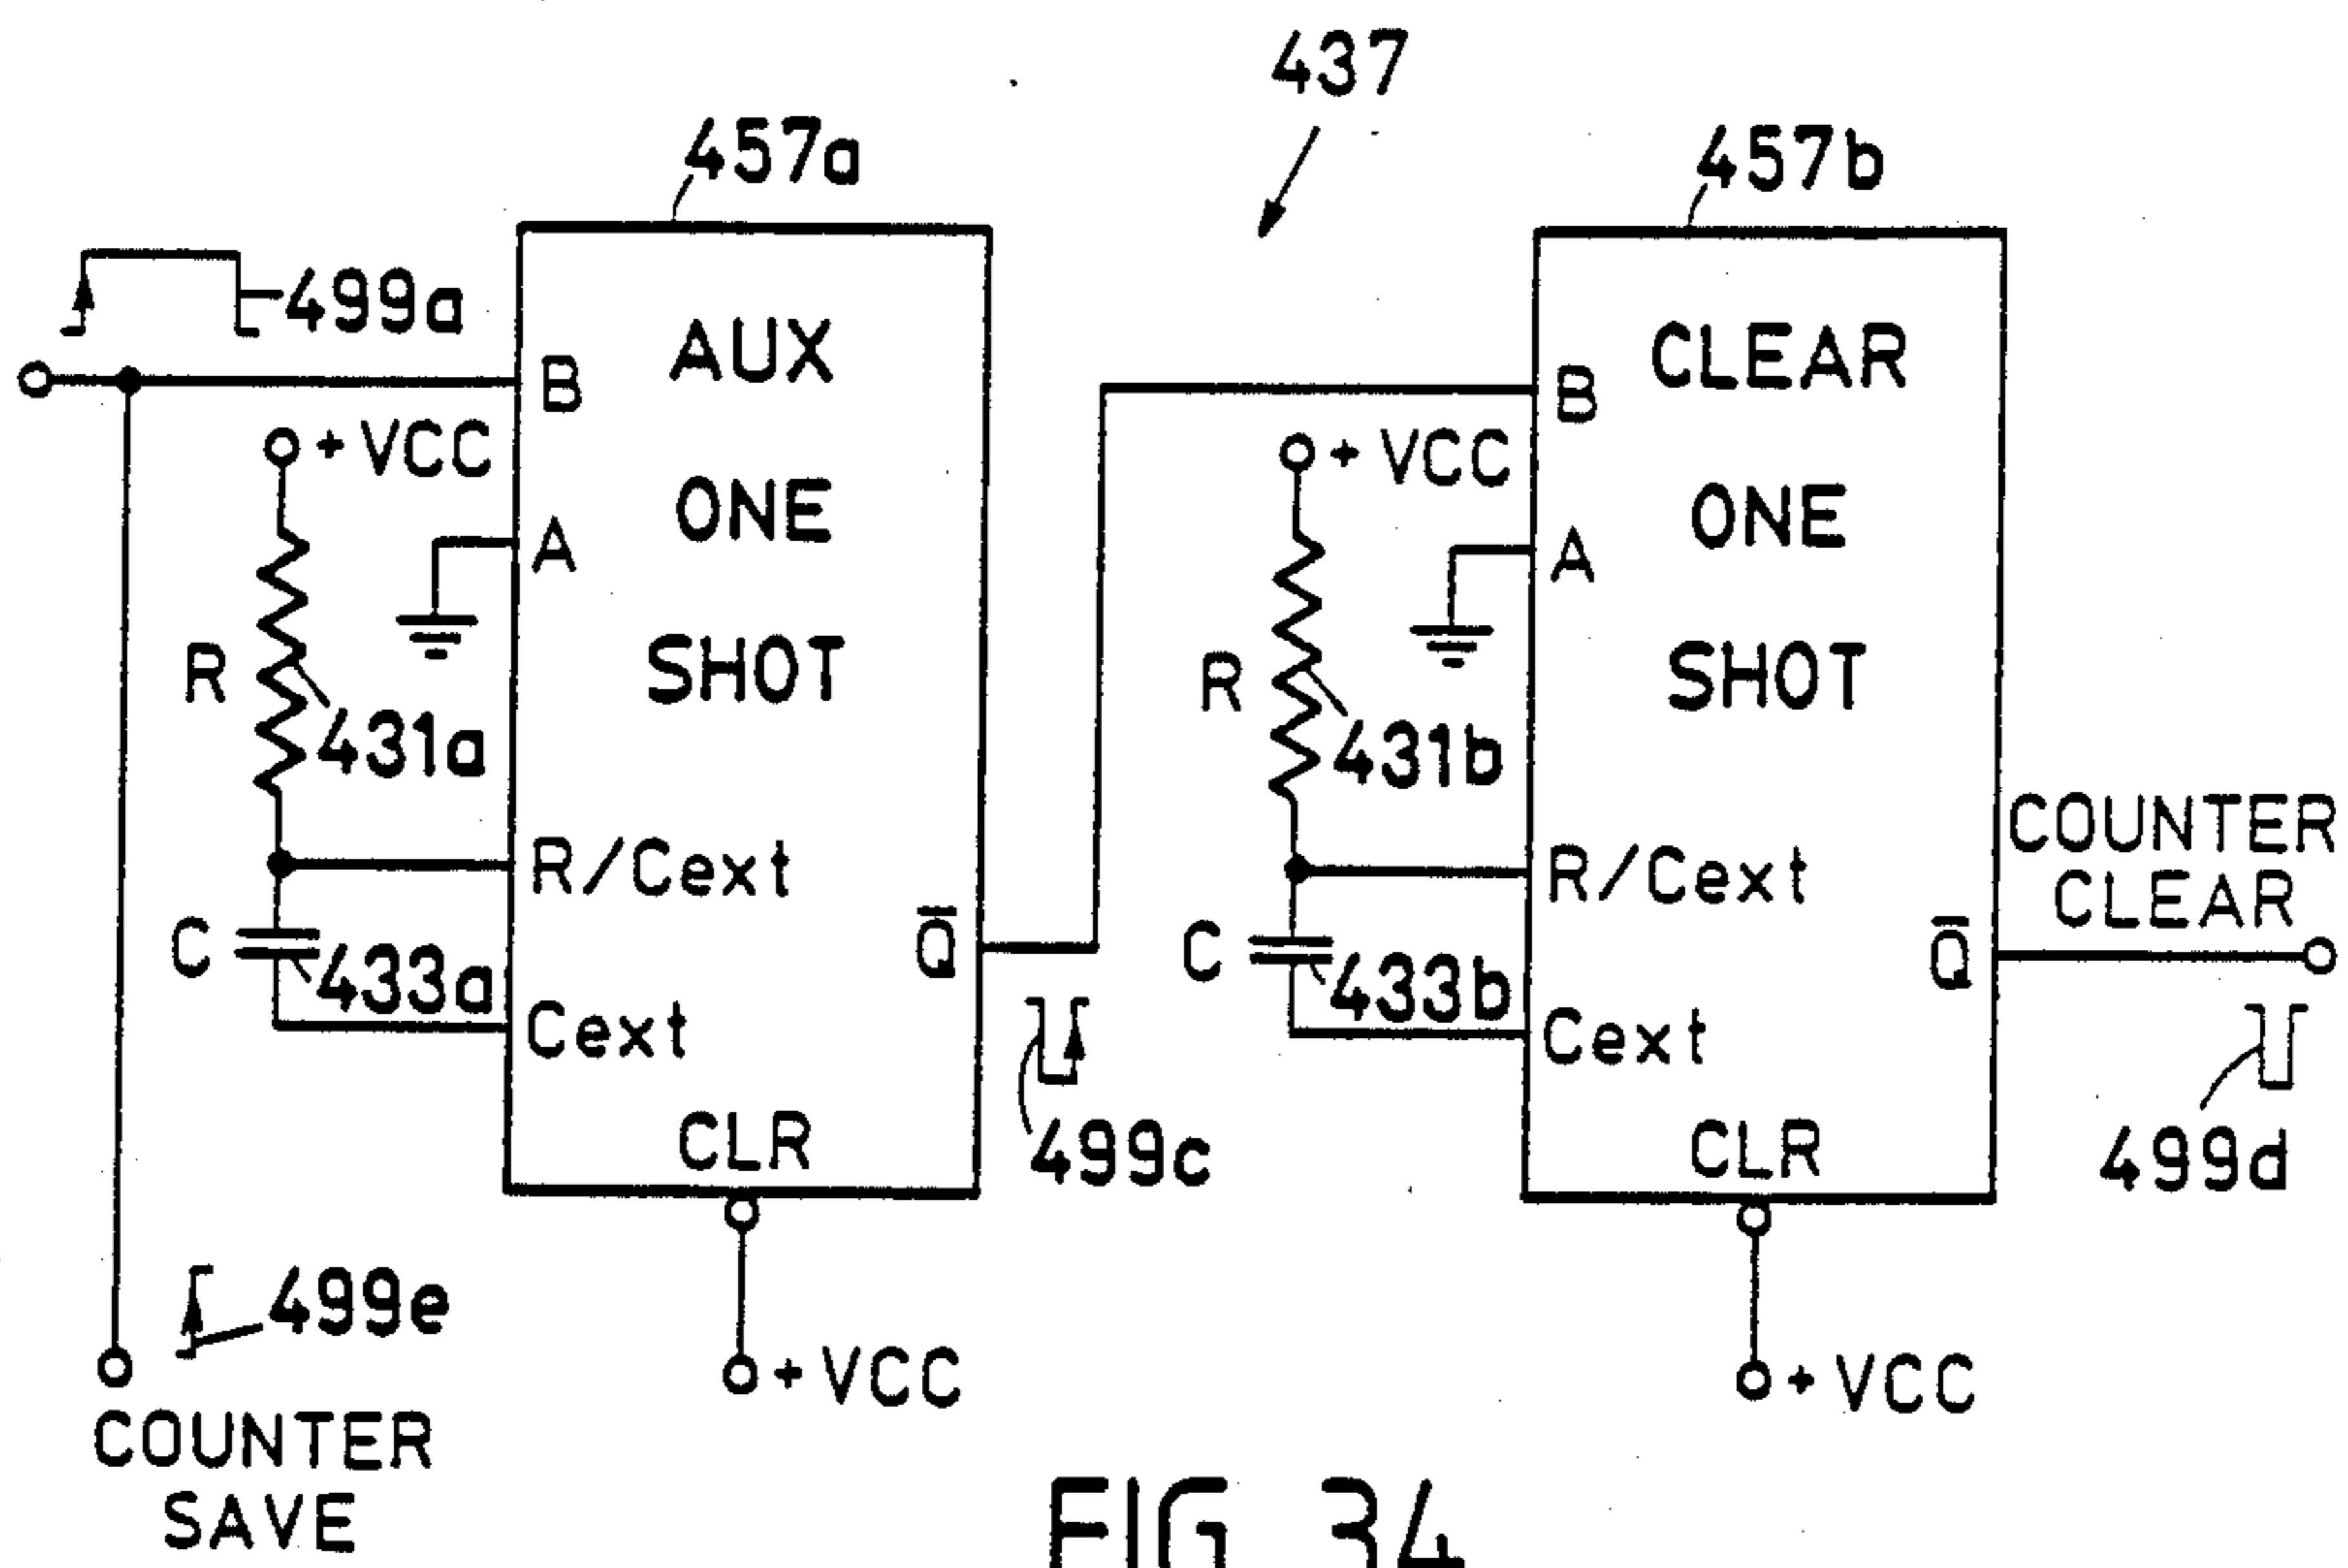 437
457a
457b
499a
AUX
ONE
SHOT
B
A
R/Cext
Cext
CLR
Q̅
+ VCC
R
431a
C
433a
+ VCC
499c
499e
COUNTER
SAVE
CLEAR
ONE
SHOT
B
A
R/Cext
Cext
CLR
Q̅
+ VCC
R
431b
C
433b
+ VCC
COUNTER
CLEAR
499d
FIG 34